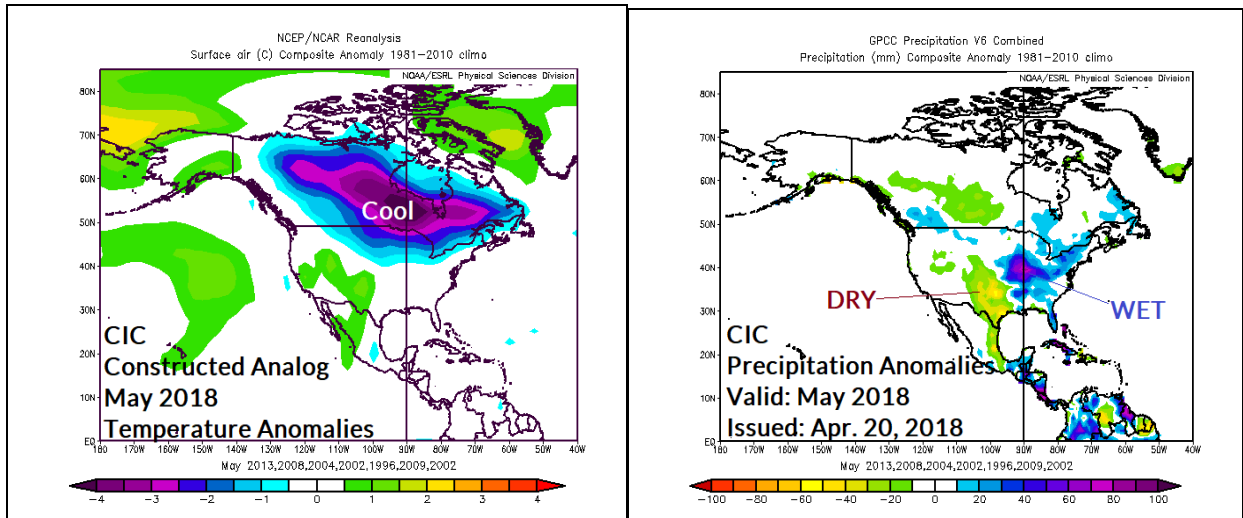 NCEP/NCAR Reanalysis
Surface air (C) Composite Anomaly 1981-2010 climo
NOAA/ESRL Physical Sciences Division
80N
70N
60N
50N
40N
30N
20N
10N
EQ
Cool
CIC
Constructed Analog
May 2018
Temperature Anomalies
180 170W 160W 150W 140W 130W 120W 110W 100W 90W 80W 70W 60W 50W 40W
May 2013,2008,2004,2002,1996,2009,2002
-4 -3 -2 -1 0 1 2 3 4
GPCC Precipitation V6 Combined
Precipitation (mm) Composite Anomaly 1981-2010 climo
NOAA/ESRL Physical Sciences Division
80N
70N
60N
50N
40N
30N
20N
10N
EQ
DRY
WET
CIC
Precipitation Anomalies
Valid: May 2018
Issued: Apr. 20, 2018
180 170W 160W 150W 140W 130W 120W 110W 100W 90W 80W 70W 60W 50W 40W
May 2013,2008,2004,2002,1996,2009,2002
-100 -80 -60 -40 -20 0 20 40 60 80 100